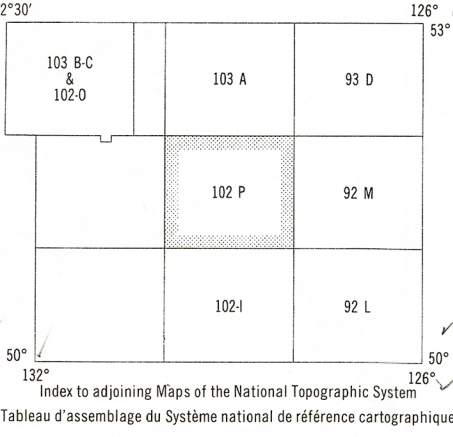 2°30'
126°
53°
103 B-C
&
102-O
103 A
93 D
102 P
92 M
102-I
92 L
50°
50°
132°
126°
Index to adjoining Maps of the National Topographic System
Tableau d'assemblage du Système national de référence cartographique